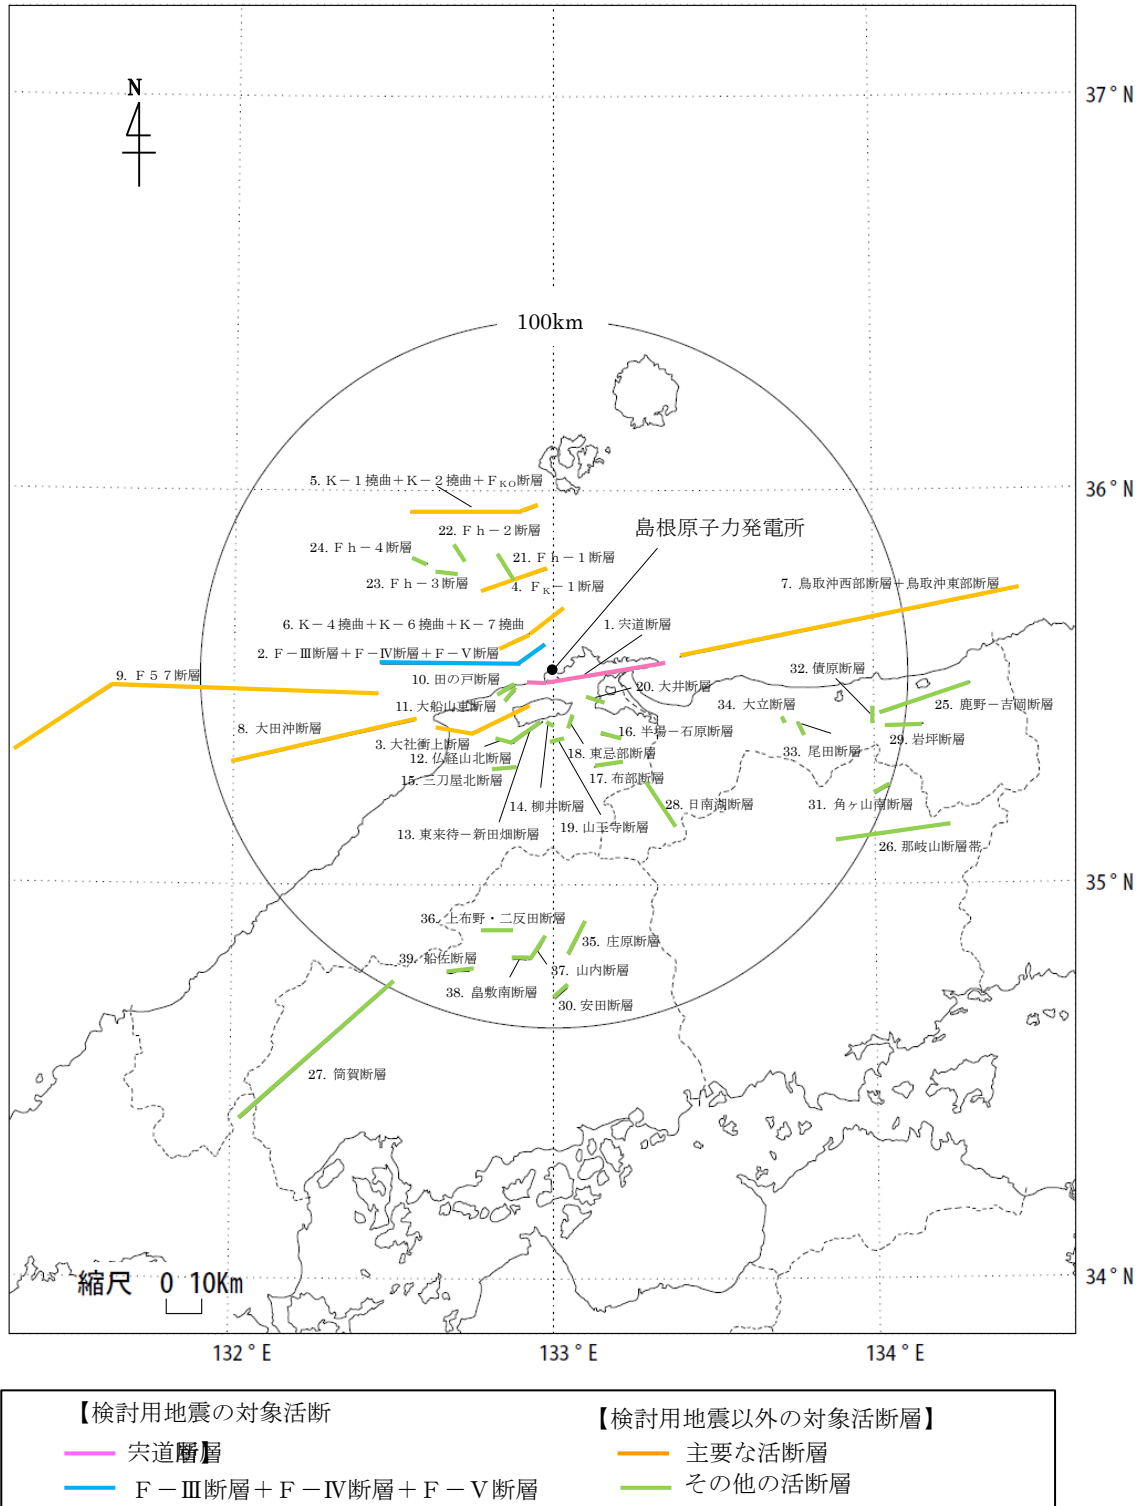 N
37°N
100km
36°N
5. K－1撓曲＋K－2撓曲＋FKO断層
島根原子力発電所
22. Fh－2断層
24. Fh－4断層
21. Fh－1断層
23. Fh－3断層
4. FK－1断層
7. 鳥取沖西部断層＋鳥取沖東部断層
6. K－4撓曲＋K－6撓曲＋K－7撓曲
1. 宍道断層
2. F－Ⅲ断層＋F－Ⅳ断層＋F－Ⅴ断層
9. F57断層
10. 田の戸断層
20. 大井断層
32. 債原断層
11. 大船山東断層
34. 大立断層
25. 鹿野－吉岡断層
8. 大田沖断層
3. 大社衝上断層
16. 半場－石原断層
29. 岩坪断層
12. 仏経山北断層
18. 東忌部断層
33. 尾田断層
15. 三刀屋北断層
17. 布部断層
14. 柳井断層
28. 日南湖断層
31. 角ヶ山南断層
13. 東来待－新田畑断層
19. 山王寺断層
26. 那岐山断層帯
35°N
36. 上布野・二反田断層
35. 庄原断層
39. 船佐断層
37. 山内断層
38. 畠敷南断層
30. 安田断層
27. 筒賀断層
34°N
縮尺 0 10Km
132°E
133°E
134°E
【検討用地震の対象活断
【検討用地震以外の対象活断層】
宍道断層
主要な活断層
F－Ⅲ断層＋F－Ⅳ断層＋F－Ⅴ断層
その他の活断層